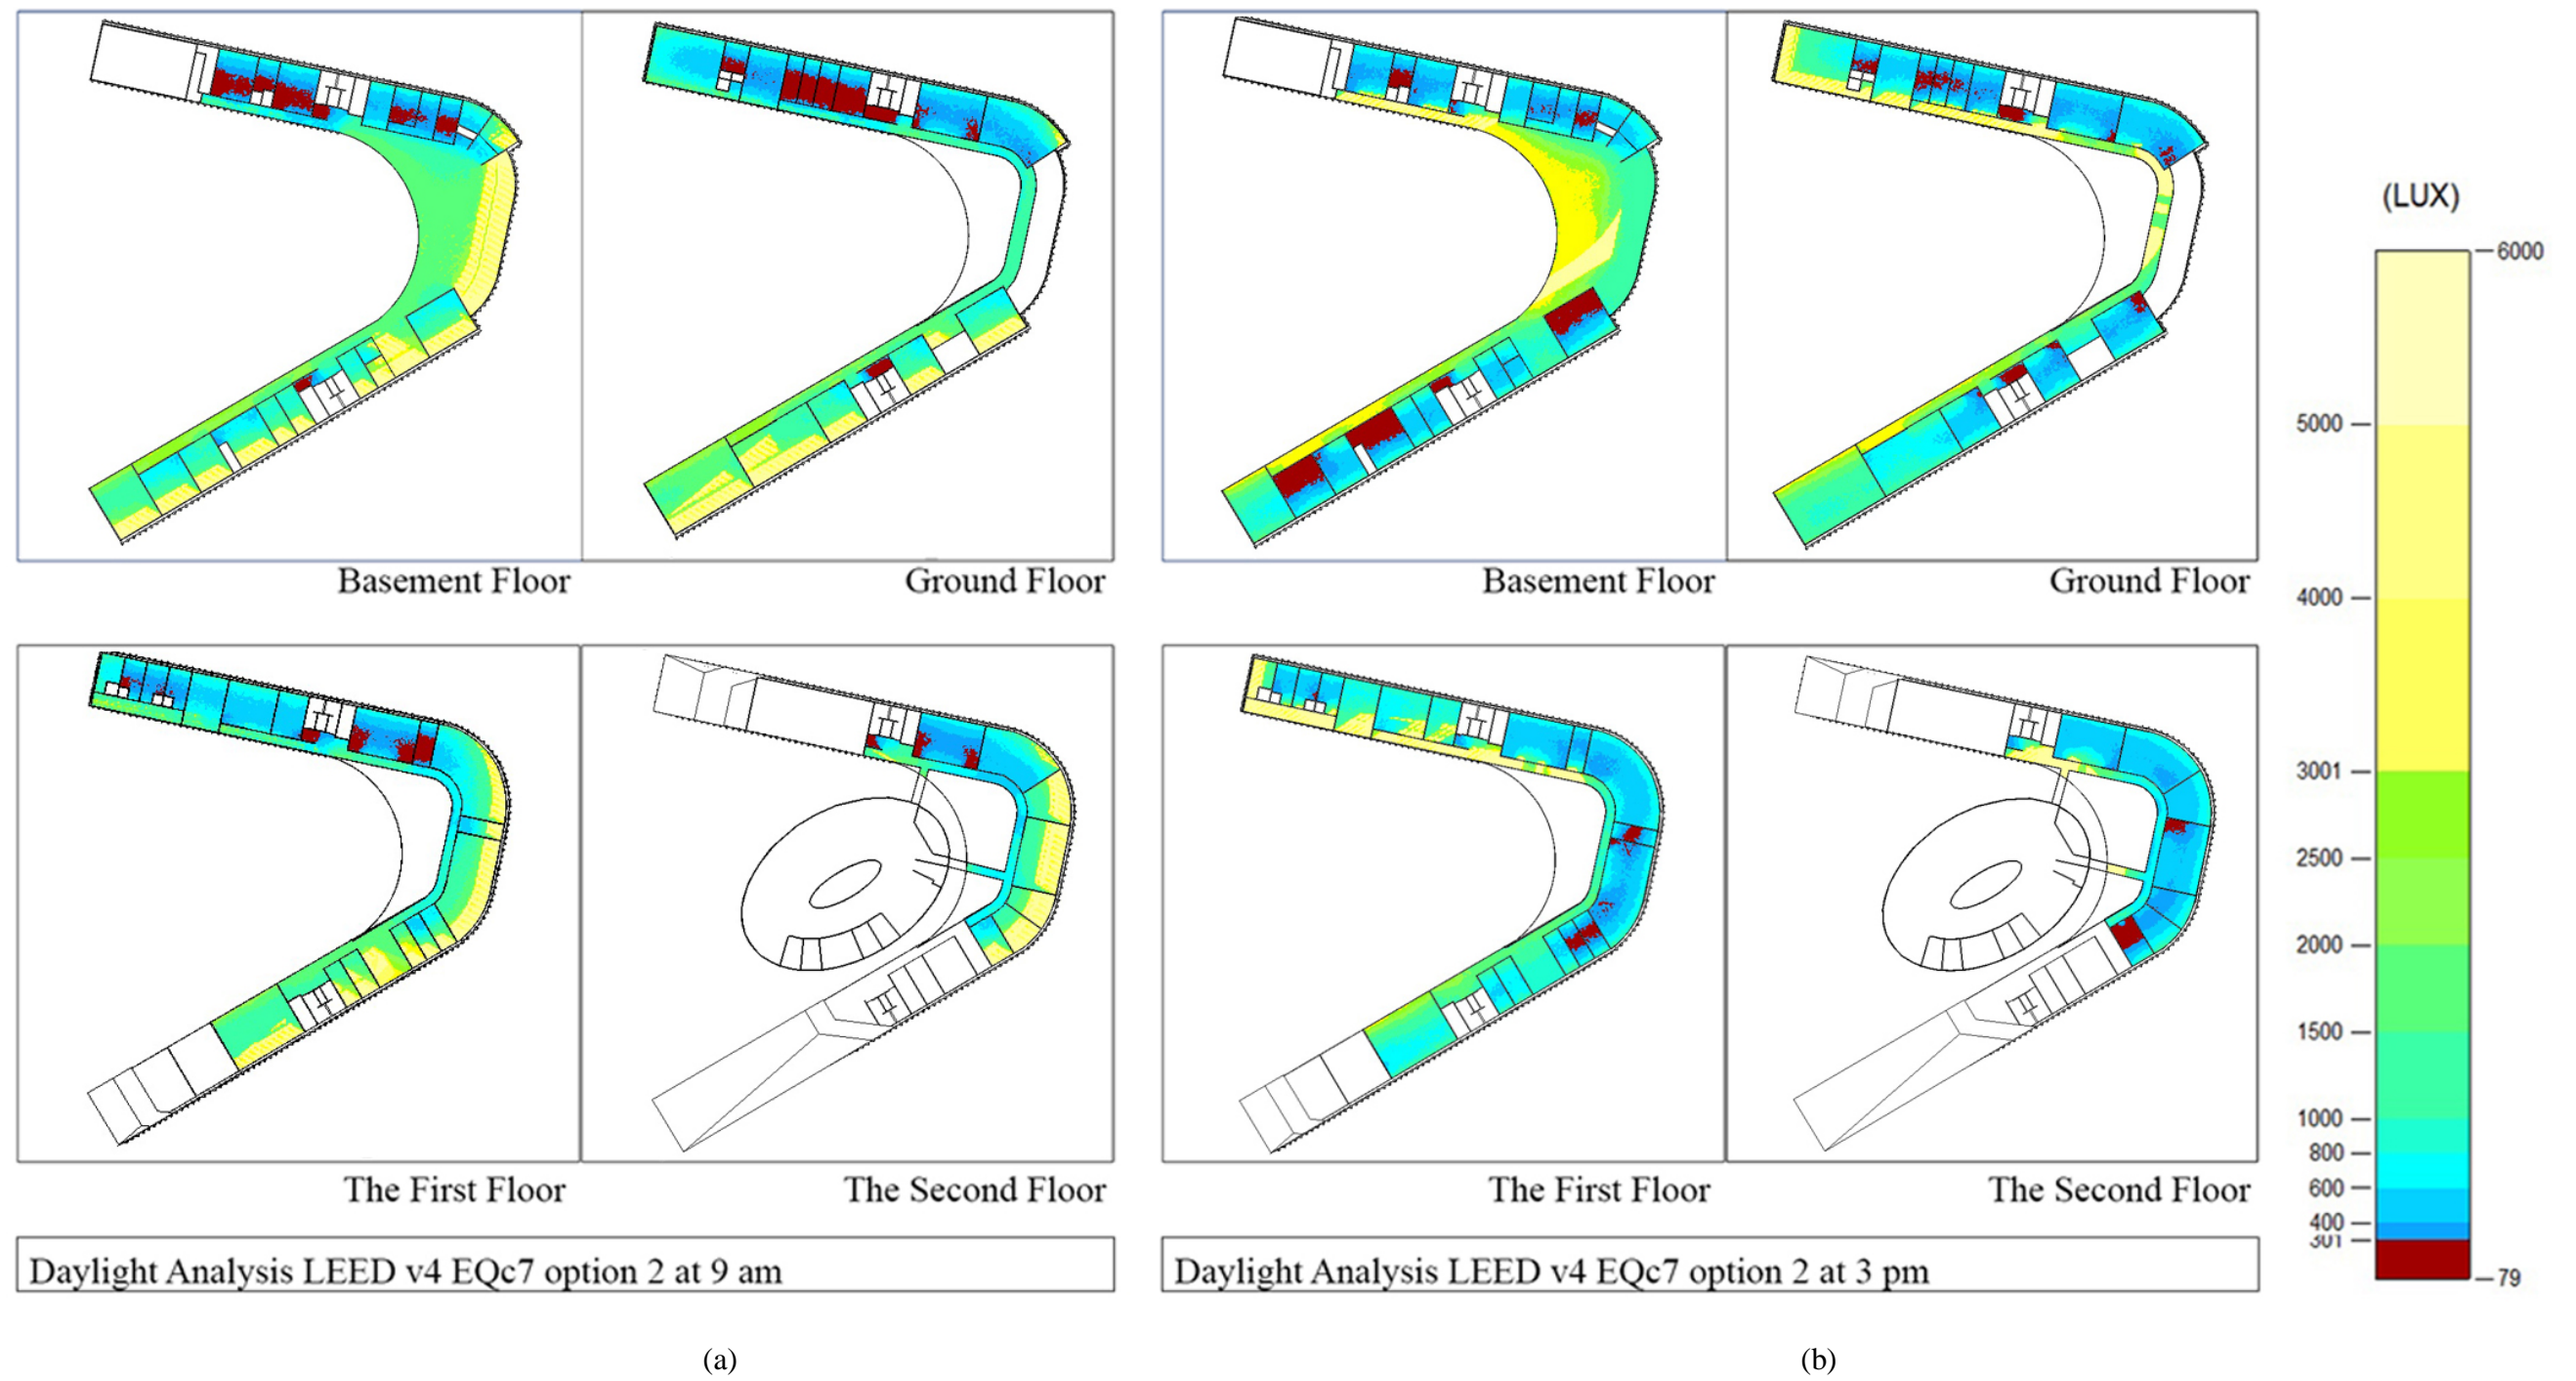 Basement Floor
Ground Floor
The First Floor
The Second Floor
Daylight Analysis LEED v4 EQc7 option 2 at 9 am
(a)
Basement Floor
Ground Floor
The First Floor
The Second Floor
Daylight Analysis LEED v4 EQc7 option 2 at 3 pm
(b)
(LUX)
6000
5000
4000
3001
2500
2000
1500
1000
800
600
400
301
79